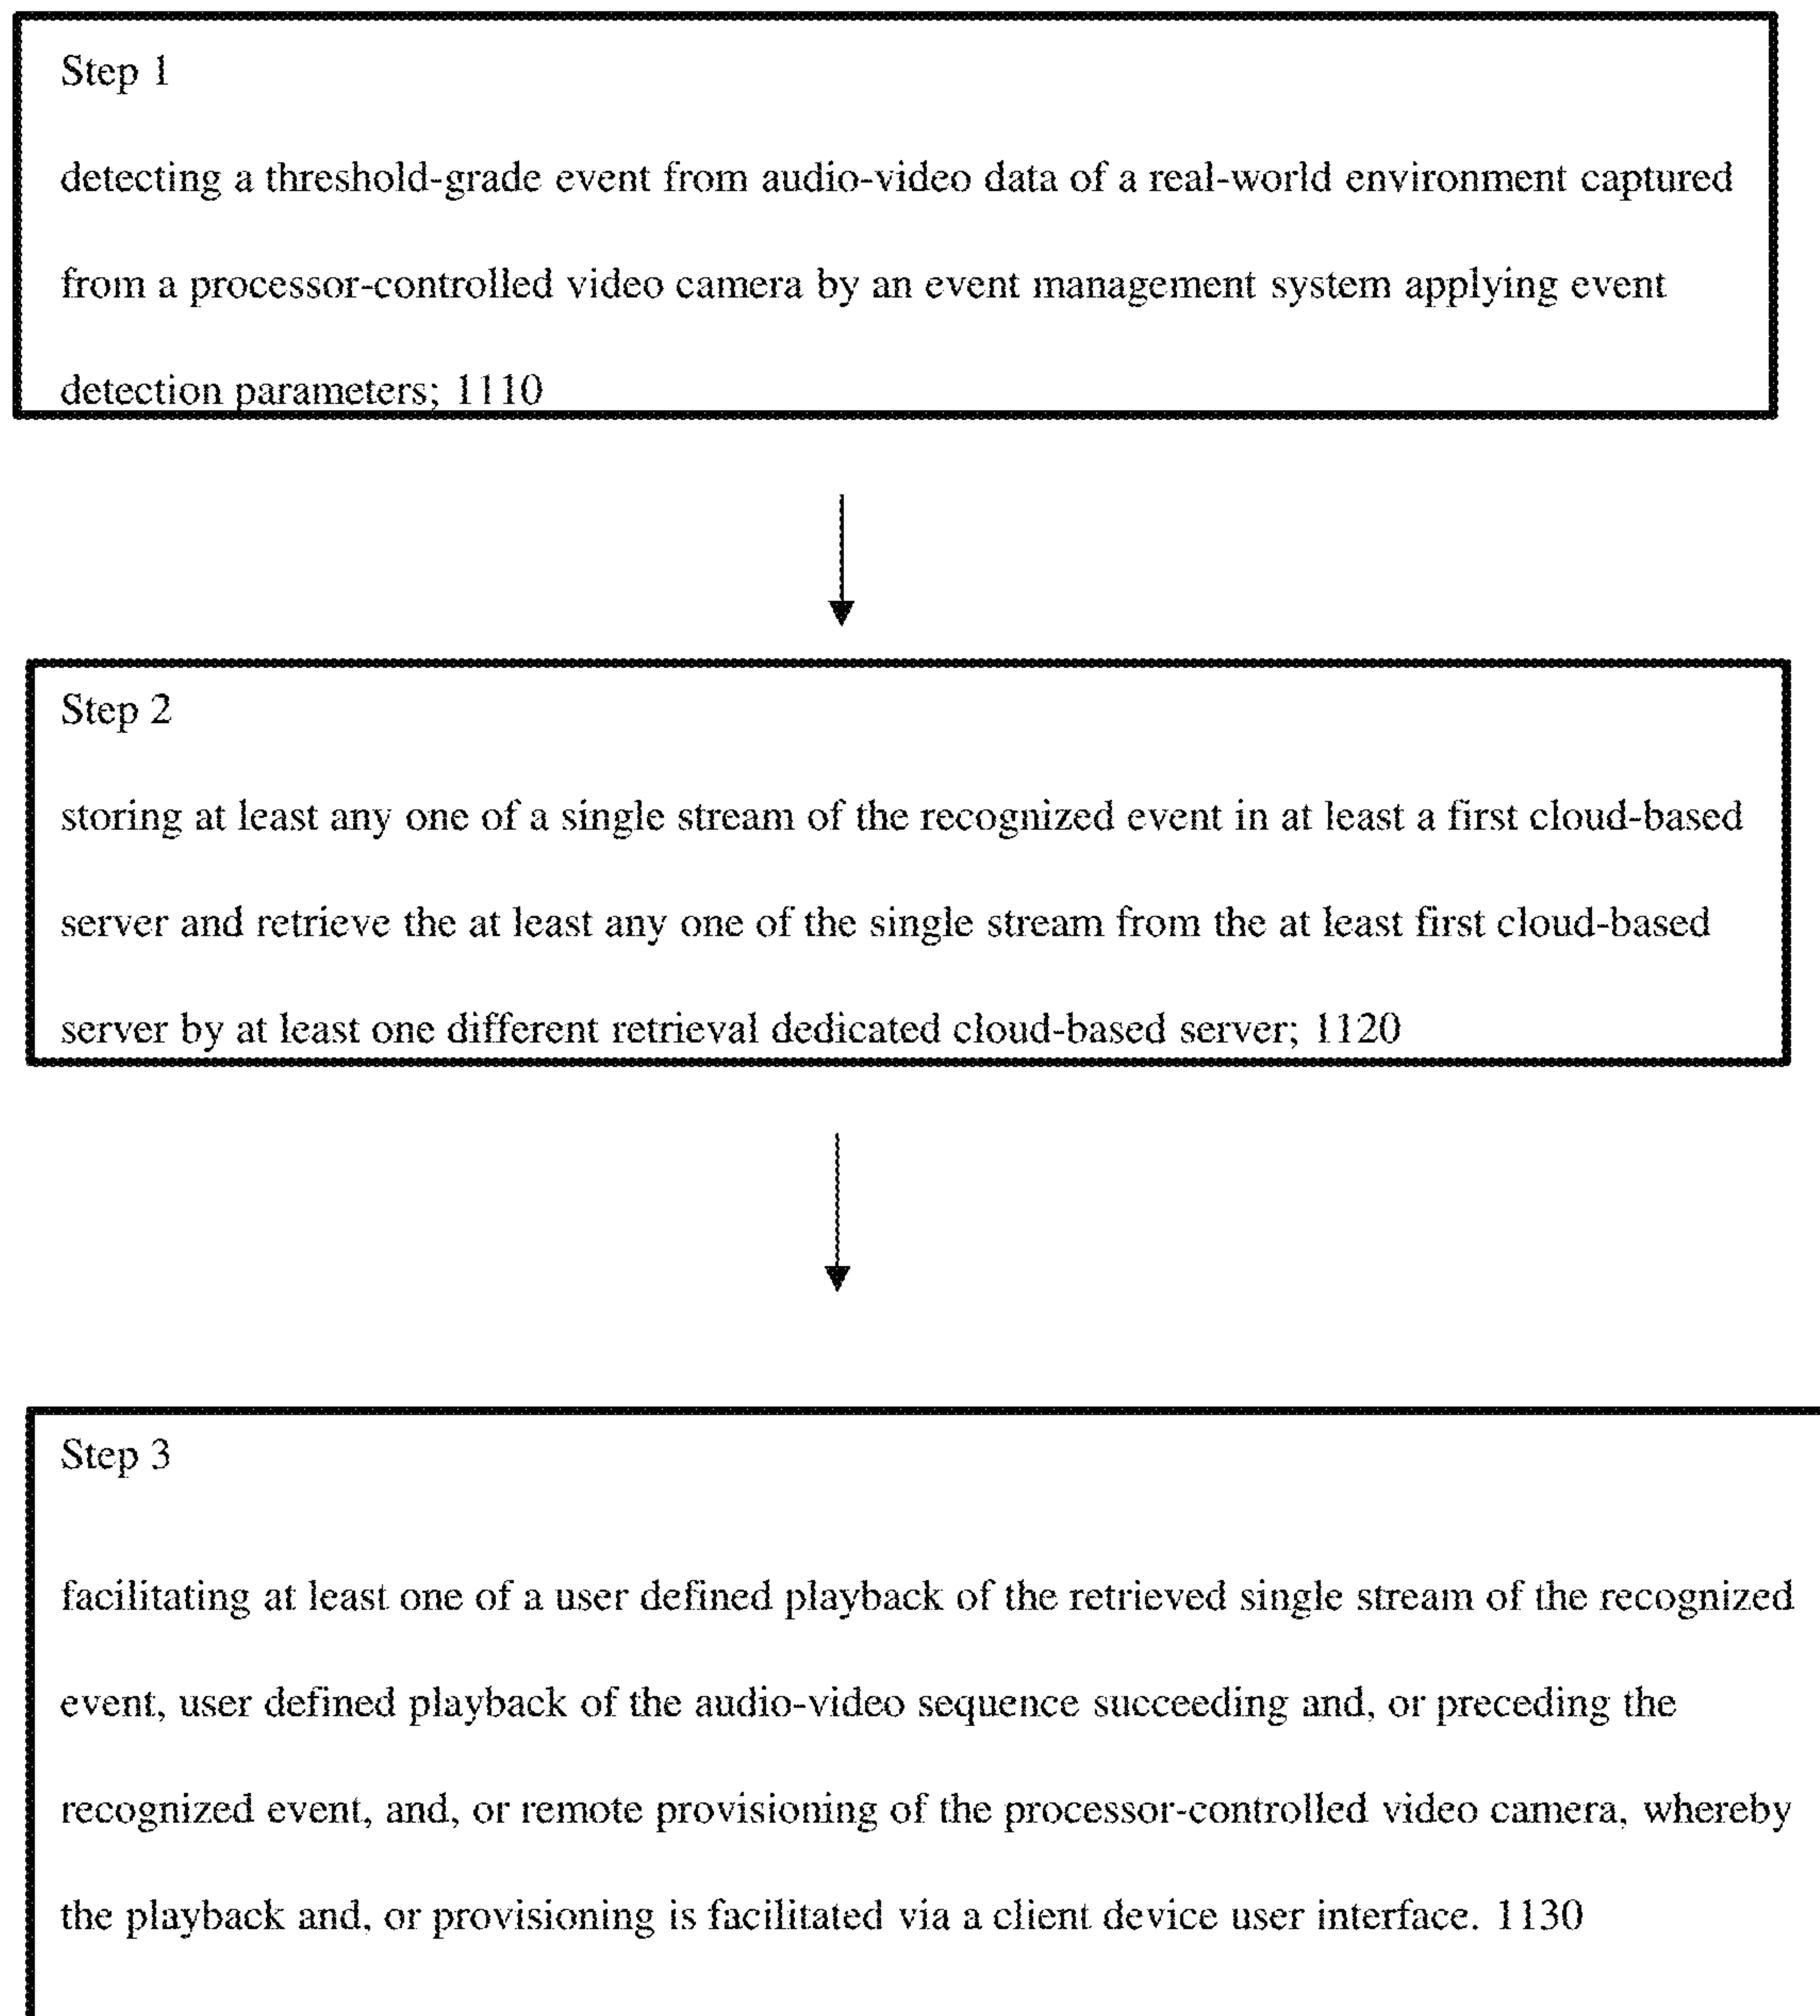 Step 1
detecting a threshold-grade event from audio-video data of a real-world environment captured
from a processor-controlled video camera by an event management system applying event
detection parameters; 1110
Step 2
storing at least any one of a single stream of the recognized event in at least a first cloud-based
server and retrieve the at least any one of the single stream from the at least first cloud-based
server by at least one different retrieval dedicated cloud-based server; 1120
Step 3
facilitating at least one of a user defined playback of the retrieved single stream of the recognized
event, user defined playback of the audio-video sequence succeeding and, or preceding the
recognized event, and, or remote provisioning of the processor-controlled video camera, whereby
the playback and, or provisioning is facilitated via a client device user interface. 1130